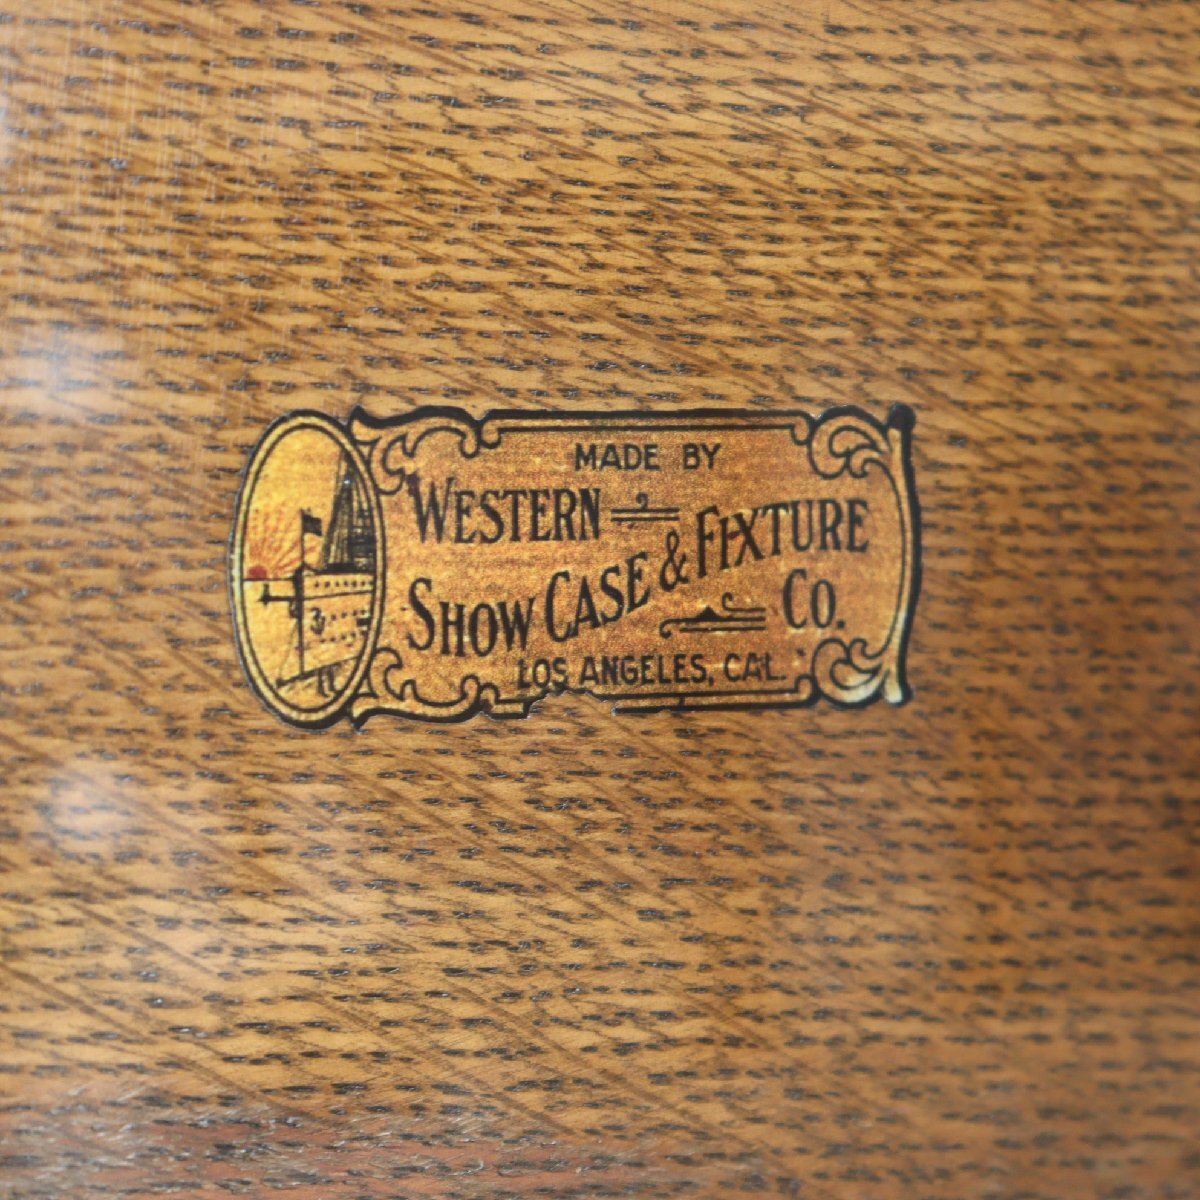 MADE BY
WESTERN
SHOW CASE & FIXTURE
CO.
LOS ANGELES, CAL.